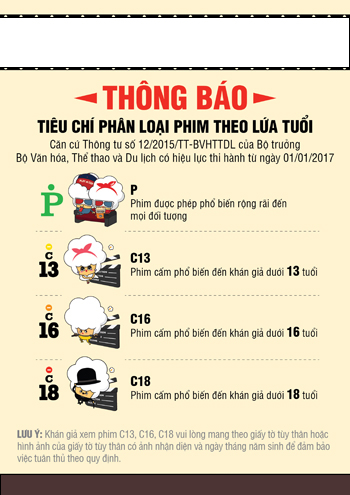 THÔNG BÁO
TIÊU CHÍ PHÂN LOẠI PHIM THEO LỨA TUỔI
Căn cứ Thông tư số 12/2015/TT-BVHTTDL của Bộ trưởng
Bộ Văn hóa, Thể thao và Du lịch có hiệu lực thi hành từ ngày 01/01/2017
P
P
Phim được phép phổ biến rộng rãi đến
mọi đối tượng
C
13
C13
Phim cấm phổ biến đến khán giả dưới 13 tuổi
C
16
C16
Phim cấm phổ biến đến khán giả dưới 16 tuổi
C
18
C18
Phim cấm phổ biến đến khán giả dưới 18 tuổi
LƯU Ý: Khán giả xem phim C13, C16, C18 vui lòng mang theo giấy tờ tùy thân hoặc
hình ảnh của giấy tờ tùy thân có ảnh nhận diện và ngày tháng năm sinh để đảm bảo
việc tuân thủ theo quy định.